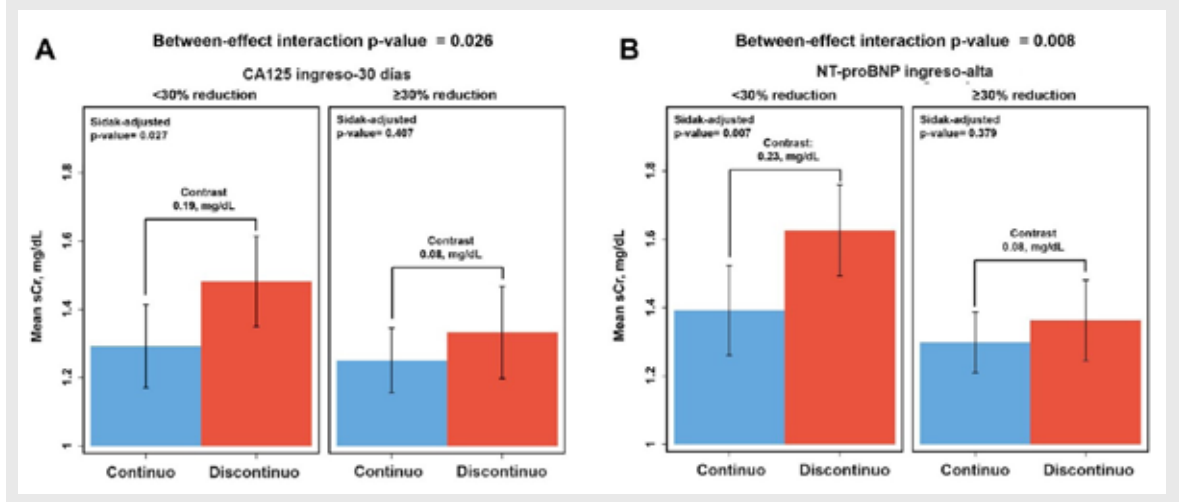 A
Between-effect interaction p-value = 0.026
CA125 ingreso-30 días
<30% reduction
≥30% reduction
Sidak-adjusted
p-value= 0.027
Contrast
0.19, mg/dL
Sidak-adjusted
p-value= 0.407
Contrast
0.08, mg/dL
Mean sCr, mg/dL
1.8
1.6
1.4
1.2
1
Continuo
Discontinuo
Continuo
Discontinuo
B
Between-effect interaction p-value = 0.008
NT-proBNP ingreso-alta
<30% reduction
≥30% reduction
Sidak-adjusted
p-value= 0.007
Contrast:
0.23, mg/dL
Sidak-adjusted
p-value= 0.379
Contrast
0.08, mg/dL
Mean sCr, mg/dL
1.8
1.6
1.4
1.2
1
Continuo
Discontinuo
Continuo
Discontinuo